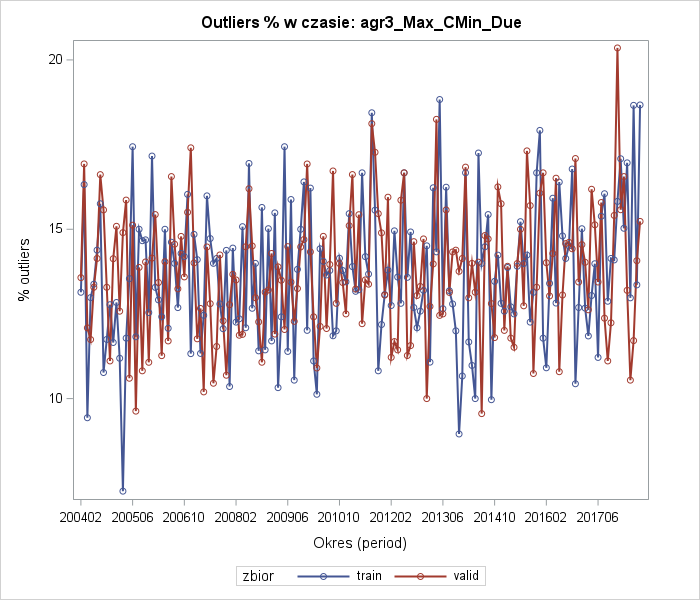 Outliers % w czasie: agr3_Max_CMin_Due
% outliers
20
15
10
200402 200506 200610 200802 200906 201010 201202 201306 201410 201602 201706
Okres (period)
zbior train valid